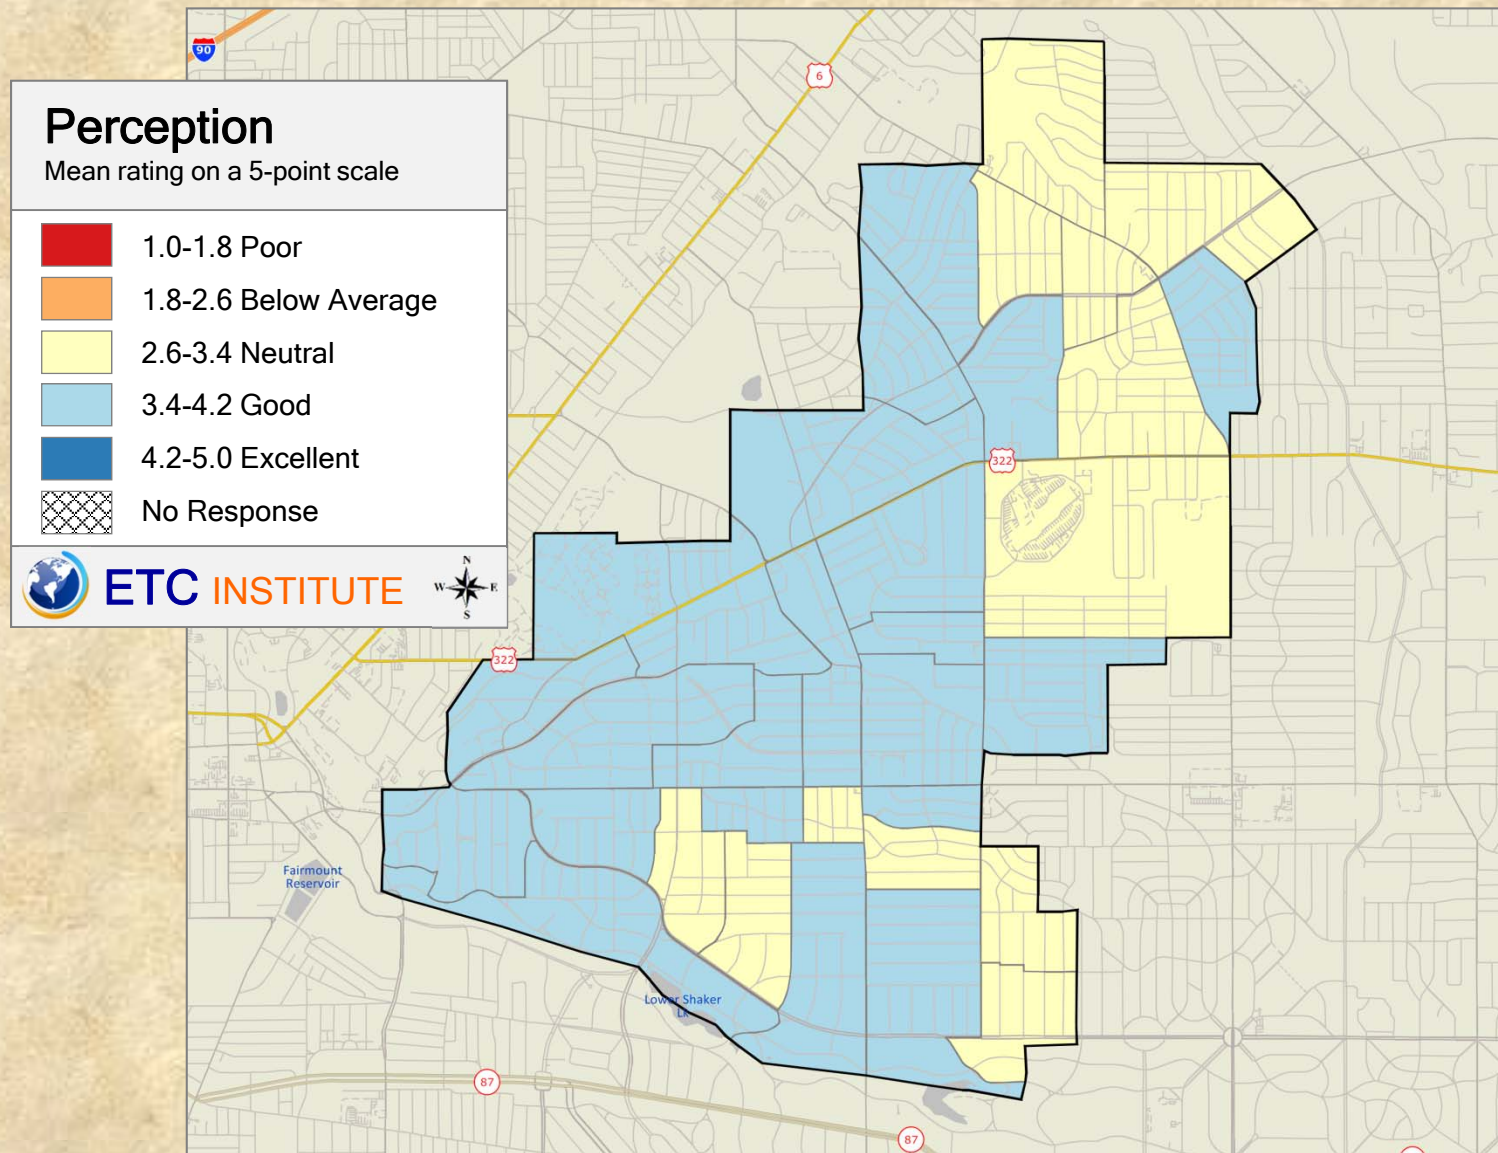 90
6
Perception
Mean rating on a 5-point scale
1.0-1.8 Poor
1.8-2.6 Below Average
2.6-3.4 Neutral
3.4-4.2 Good
4.2-5.0 Excellent
No Response
ETC INSTITUTE
N
W E
S
322
322
Fairmount
Reservoir
Lower Shaker
Lk
87
87